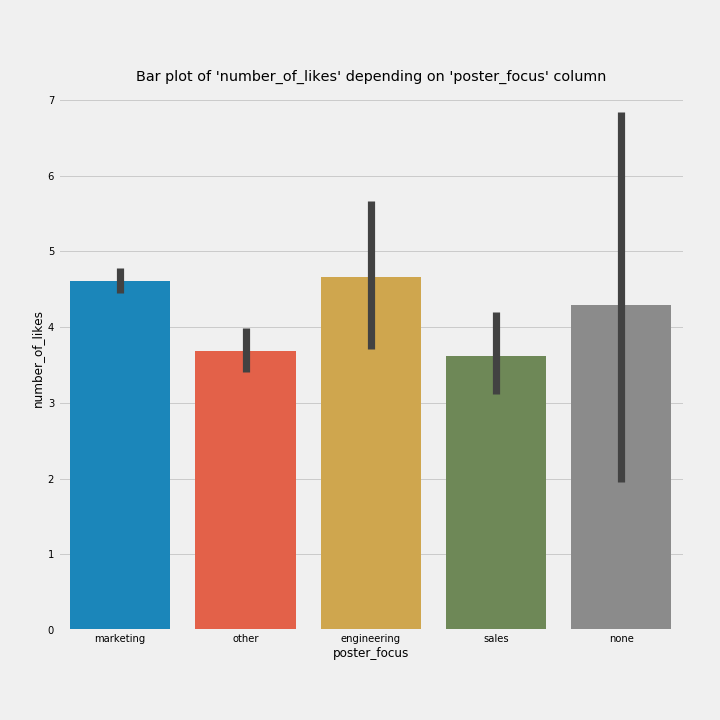 Bar plot of 'number_of_likes' depending on 'poster_focus' column
number_of_likes
7
6
5
4
3
2
1
0
marketing other engineering sales none
poster_focus